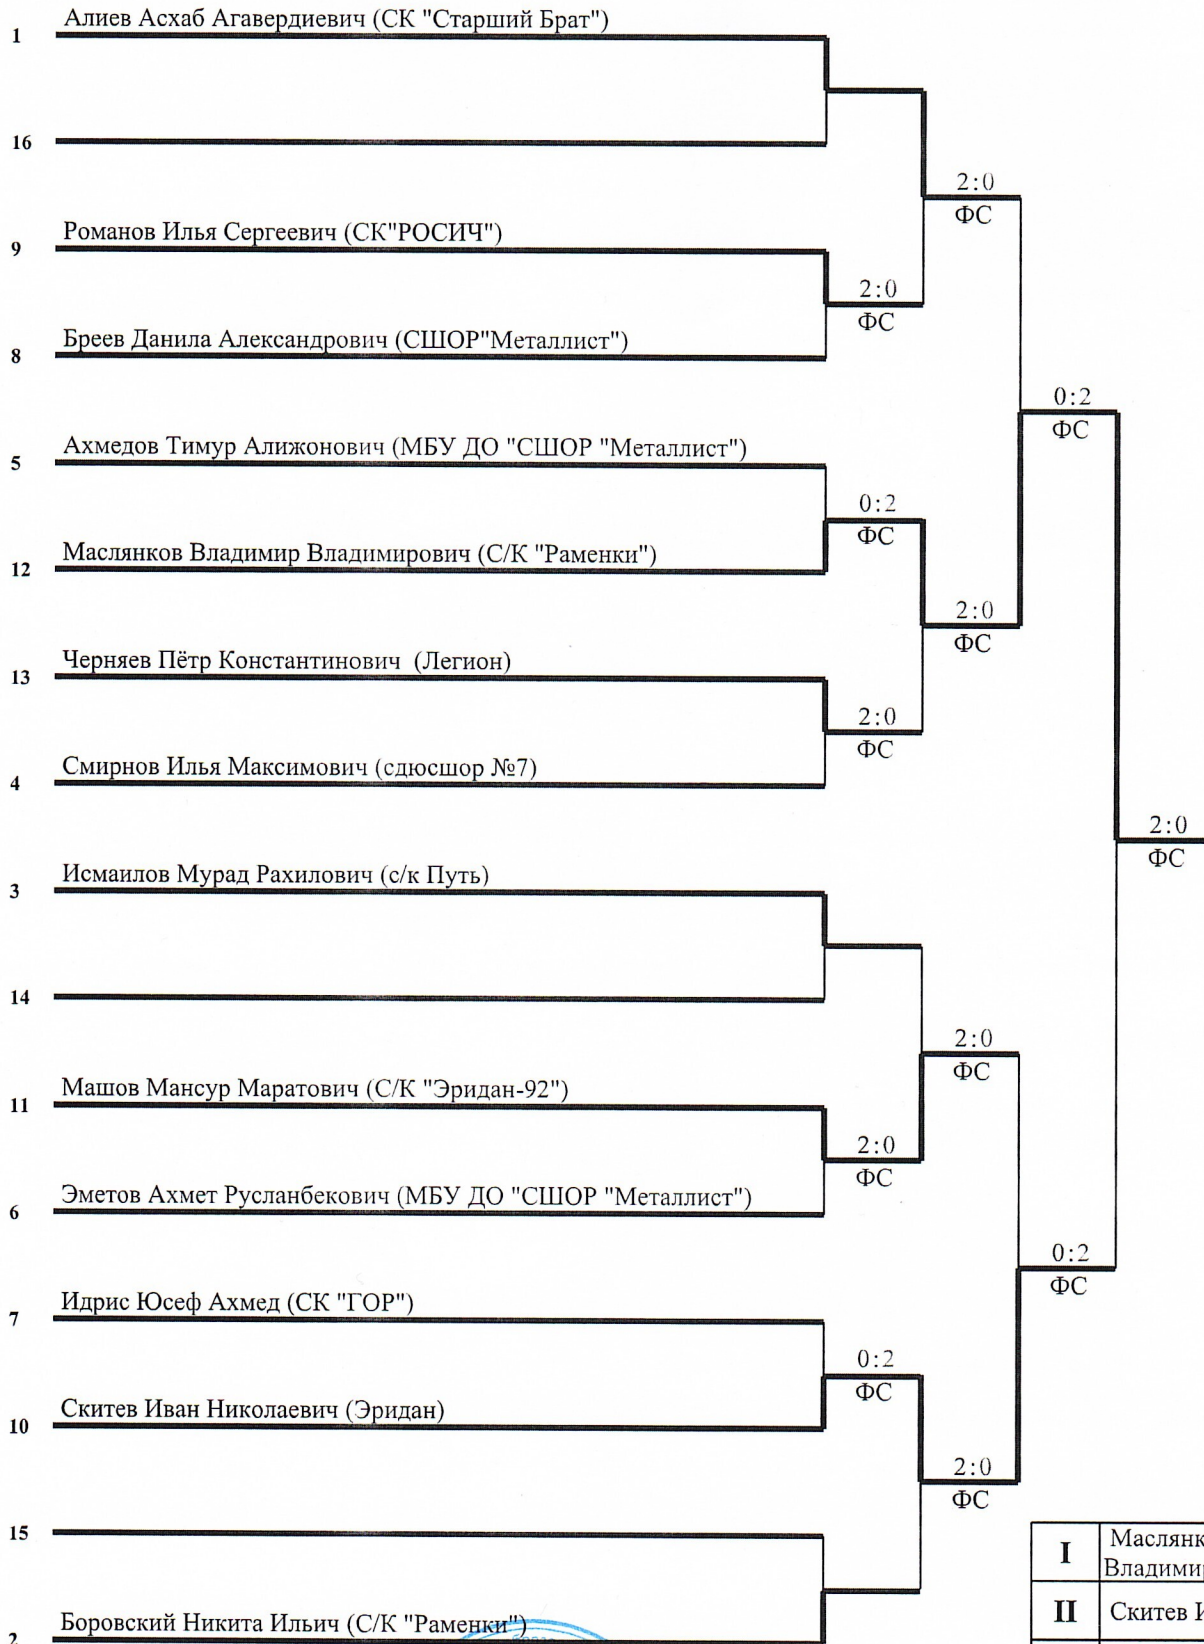 Алиев Асхаб Агавердиевич (СК "Старший Брат")
1
16
2:0
ФС
Романов Илья Сергеевич (СК"РОСИЧ")
9
2:0
ФС
Бреев Данила Александрович (СШОР"Металлист")
8
0:2
ФС
Ахмедов Тимур Алижонович (МБУ ДО "СШОР "Металлист")
5
0:2
ФС
Маслянков Владимир Владимирович (С/К "Раменки")
12
2:0
ФС
Черняев Пётр Константинович (Легион)
13
2:0
ФС
Смирнов Илья Максимович (сдюсшор №7)
4
2:0
ФС
Исмаилов Мурад Рахилович (с/к Путь)
3
14
2:0
ФС
Машов Мансур Маратович (С/К "Эридан-92")
11
2:0
ФС
Эметов Ахмет Русланбекович (МБУ ДО "СШОР "Металлист")
6
0:2
ФС
Идрис Юсеф Ахмед (СК "ГОР")
7
0:2
ФС
Скитев Иван Николаевич (Эридан)
10
2:0
ФС
15
I
Маслянк
Владими
II
Скитев И
Боровский Никита Ильич (С/К "Раменки")
2